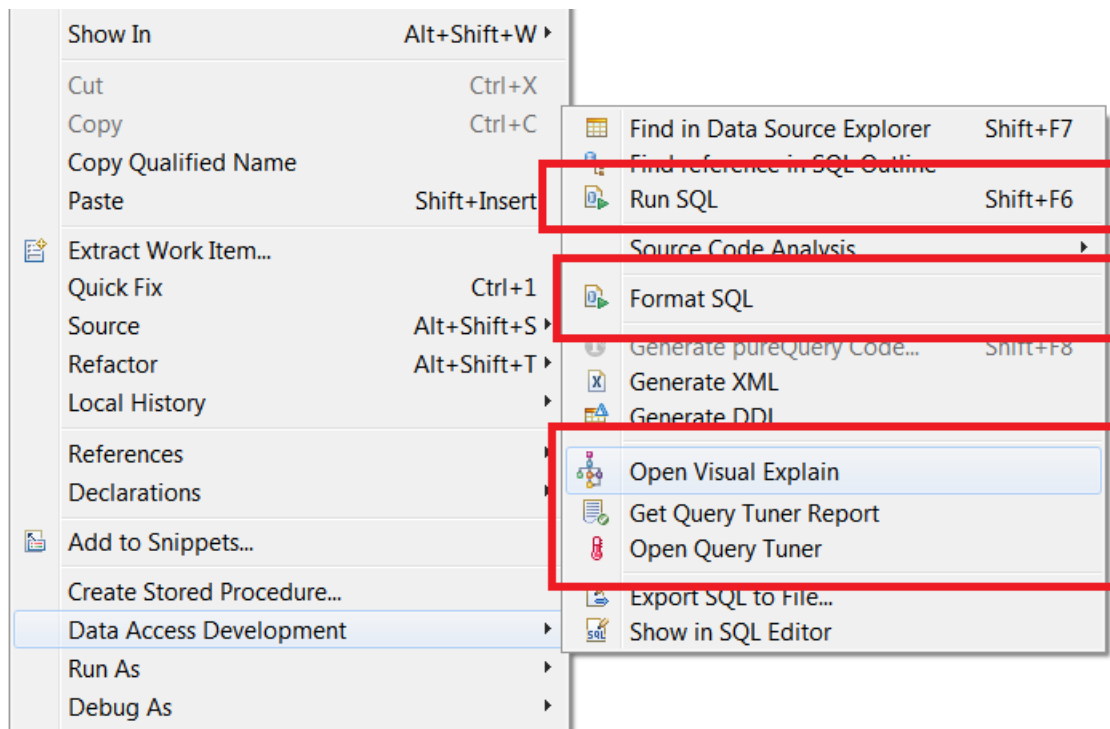 Show In Alt+Shift+W
Cut Ctrl+X
Copy Ctrl+C
Copy Qualified Name
Paste Shift+Insert
Extract Work Item...
Quick Fix Ctrl+1
Source Alt+Shift+S
Refactor Alt+Shift+T
Local History
References
Declarations
Add to Snippets...
Create Stored Procedure...
Data Access Development
Run As
Debug As
Find in Data Source Explorer Shift+F7
Find reference in SQL Outline
Run SQL Shift+F6
Source Code Analysis
Format SQL
Generate pureQuery Code... Shift+F8
Generate XML
Generate DDL
Open Visual Explain
Get Query Tuner Report
Open Query Tuner
Export SQL to File...
Show in SQL Editor